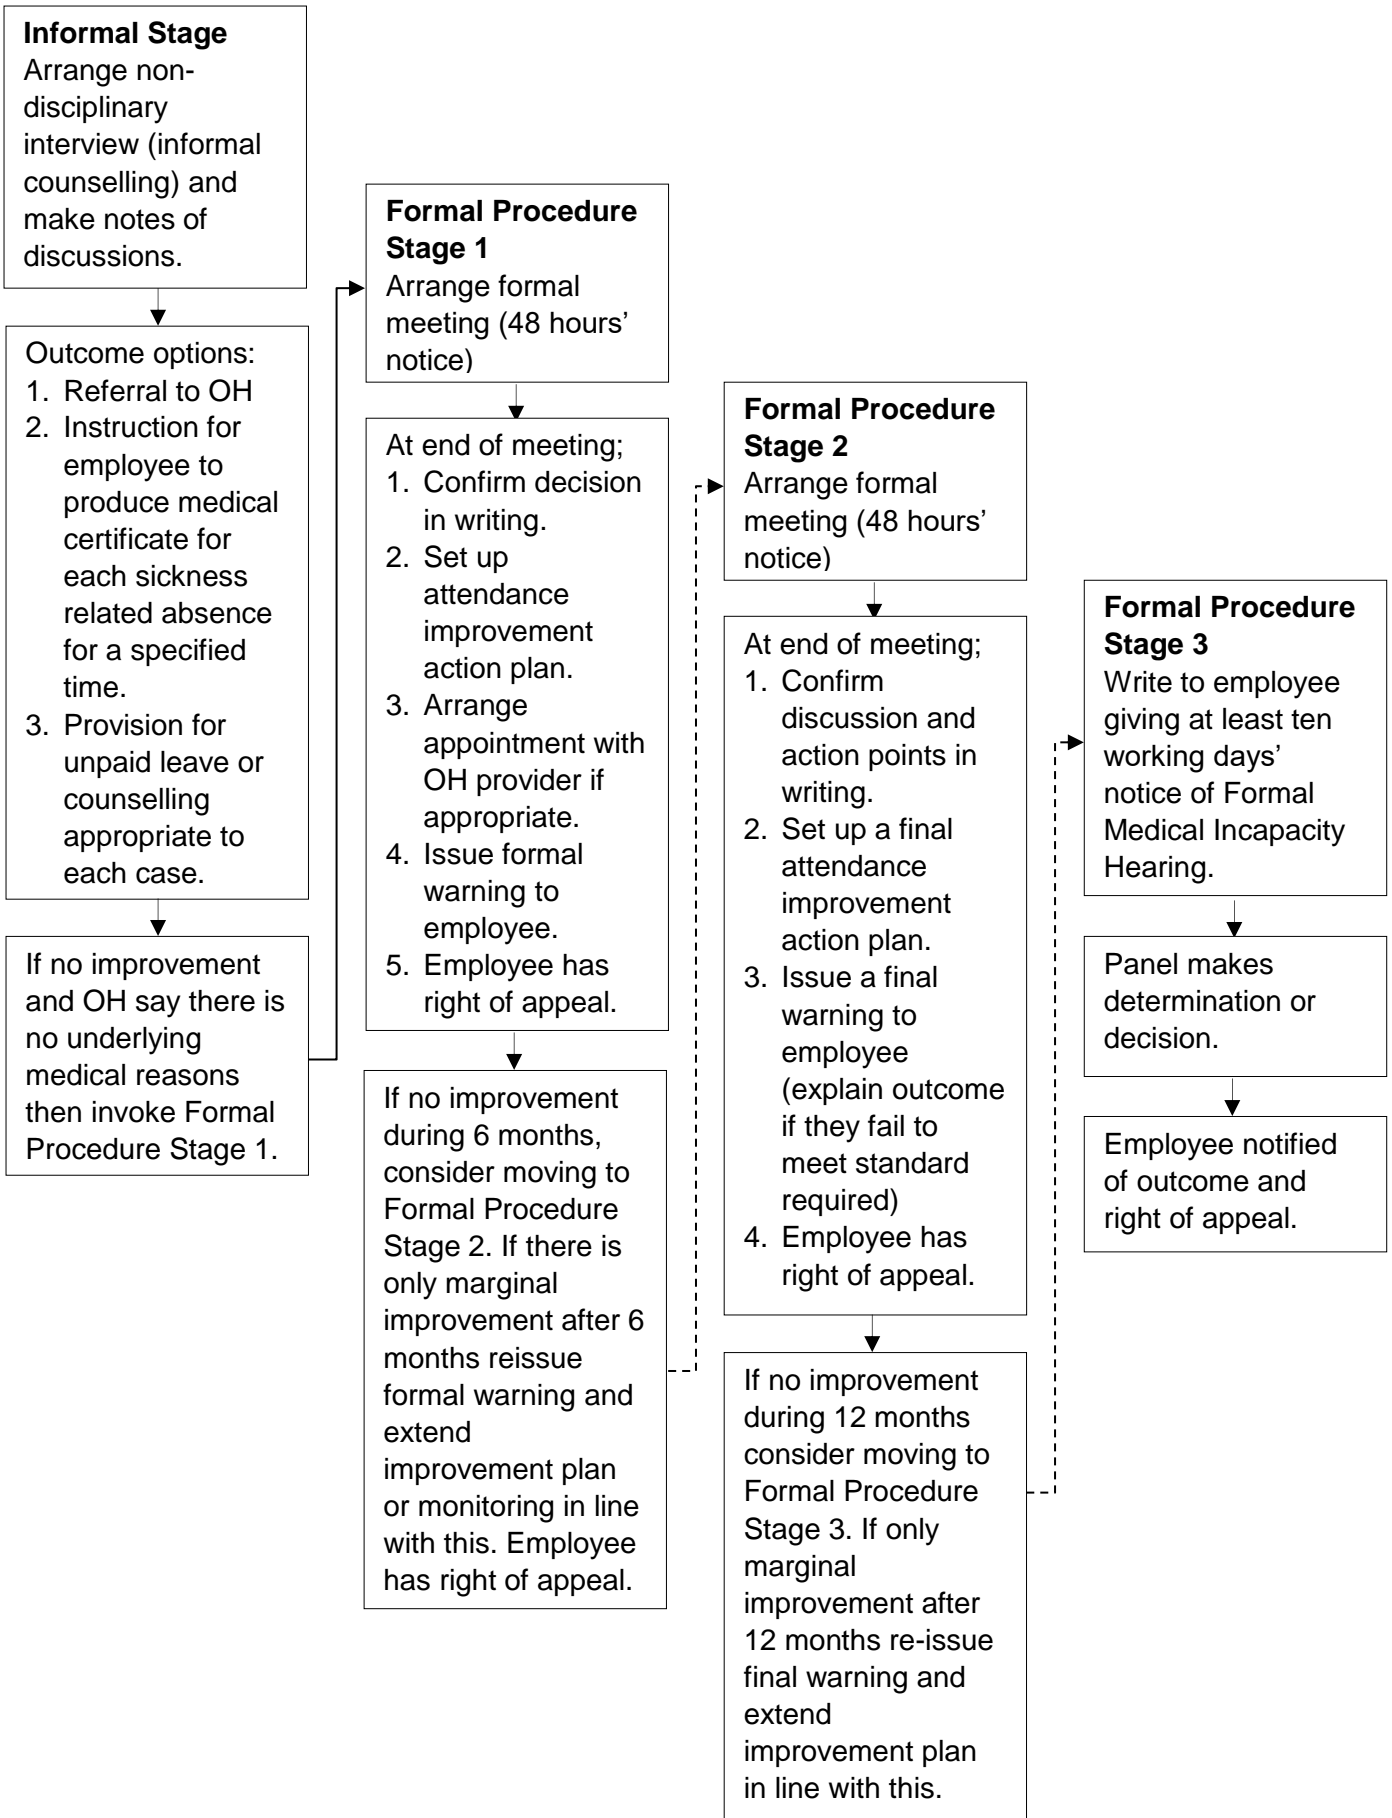 Informal Stage
Arrange non-
disciplinary
interview (informal
counselling) and
make notes of
discussions.
Outcome options:
1. Referral to OH
2. Instruction for
employee to
produce medical
certificate for
each sickness
related absence
for a specified
time.
3. Provision for
unpaid leave or
counselling
appropriate to
each case.
If no improvement
and OH say there is
no underlying
medical reasons
then invoke Formal
Procedure Stage 1.
Formal Procedure
Stage 1
Arrange formal
meeting (48 hours’
notice)
At end of meeting;
1. Confirm decision
in writing.
2. Set up
attendance
improvement
action plan.
3. Arrange
appointment with
OH provider if
appropriate.
4. Issue formal
warning to
employee.
5. Employee has
right of appeal.
If no improvement
during 6 months,
consider moving to
Formal Procedure
Stage 2. If there is
only marginal
improvement after 6
months reissue
formal warning and
extend
improvement plan
or monitoring in line
with this. Employee
has right of appeal.
Formal Procedure
Stage 2
Arrange formal
meeting (48 hours’
notice)
At end of meeting;
1. Confirm
discussion and
action points in
writing.
2. Set up a final
attendance
improvement
action plan.
3. Issue a final
warning to
employee
(explain outcome
if they fail to
meet standard
required)
4. Employee has
right of appeal.
If no improvement
during 12 months
consider moving to
Formal Procedure
Stage 3. If only
marginal
improvement after
12 months re-issue
final warning and
extend
improvement plan
in line with this.
Formal Procedure
Stage 3
Write to employee
giving at least ten
working days’
notice of Formal
Medical Incapacity
Hearing.
Panel makes
determination or
decision.
Employee notified
of outcome and
right of appeal.